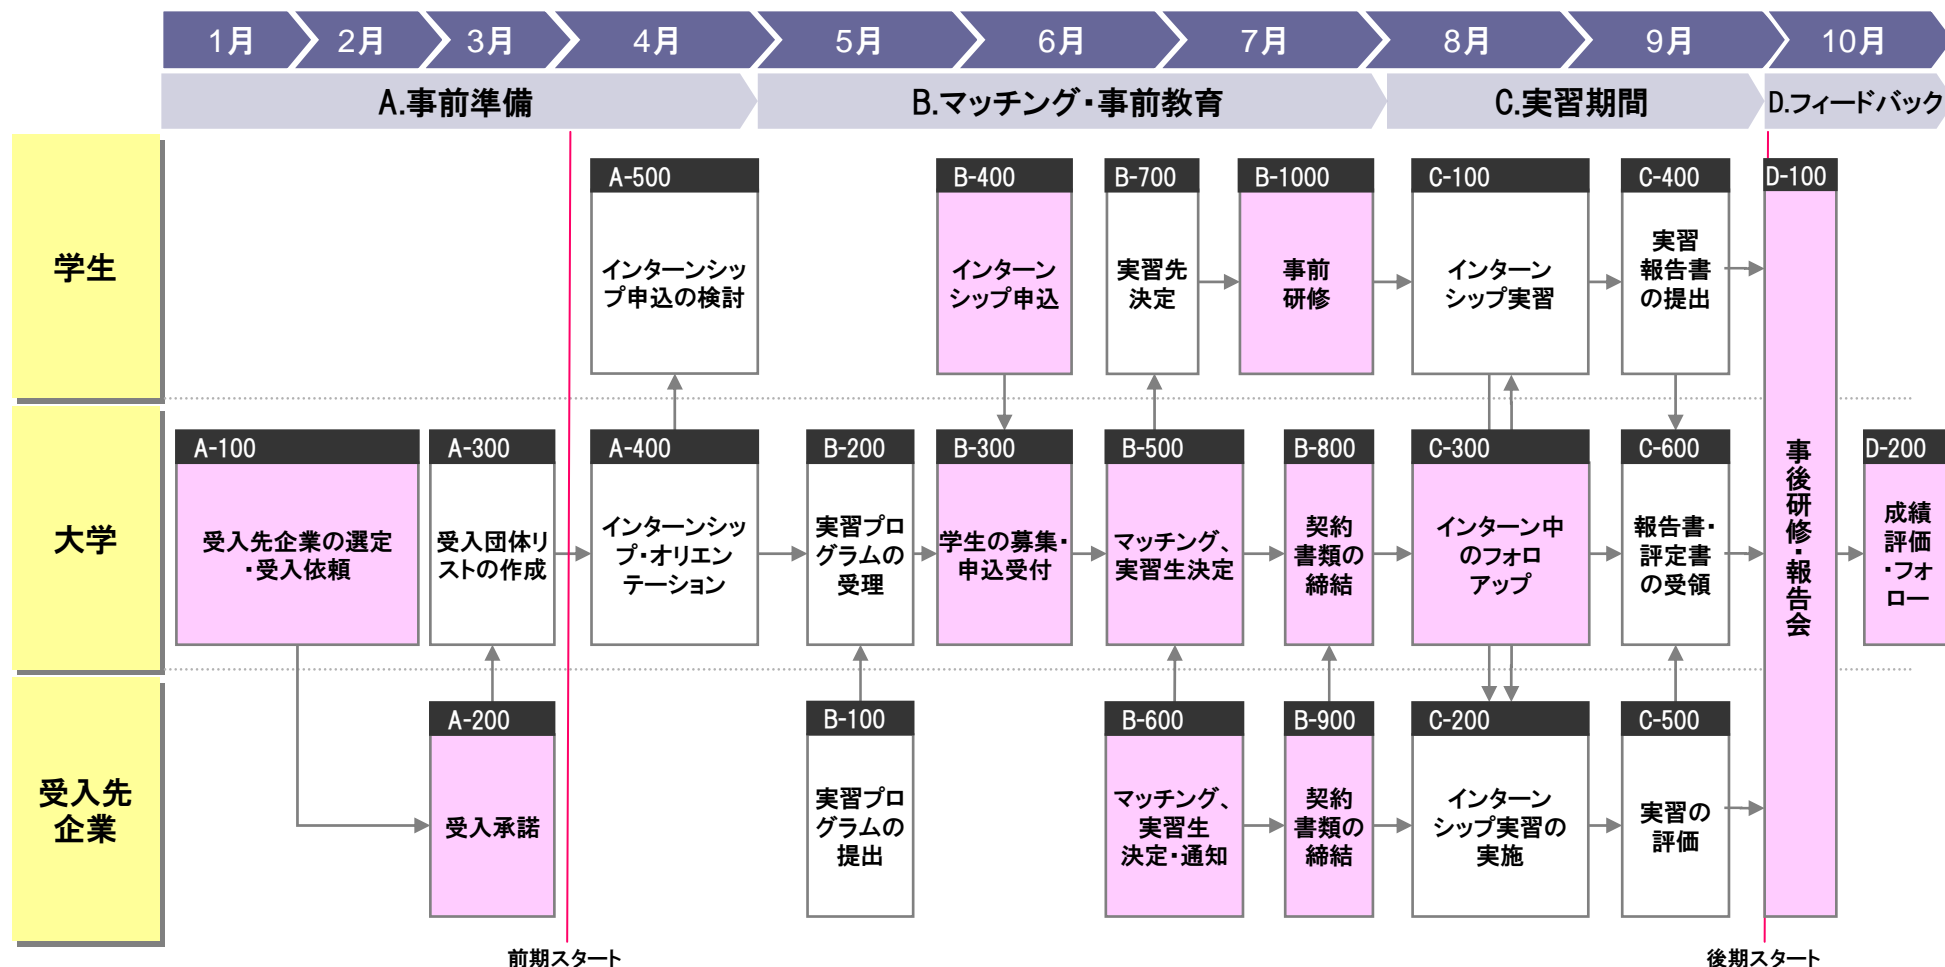 1月
2月
3月
4月
5月
6月
7月
8月
9月
10月
A.事前準備
B.マッチング・事前教育
C.実習期間
D.フィードバック
学生
A-500
インターンシッ
プ申込の検討
B-400
インターン
シップ申込
B-700
実習先
決定
B-1000
事前
研修
C-100
インターン
シップ実習
C-400
実習
報告書
の提出
D-100
事後研修・報告会
大学
A-100
受入先企業の選定
・受入依頼
A-300
受入団体リ
ストの作成
A-400
インターンシッ
プ・オリエン
テーション
B-200
実習プロ
グラムの
受理
B-300
学生の募集・
申込受付
B-500
マッチング、
実習生決定
B-800
契約
書類の
締結
C-300
インターン中
のフォロ
アップ
C-600
報告書・
評定書
の受領
D-200
成績
評価
・フォ
ロー
受入先
企業
A-200
受入承諾
B-100
実習プロ
グラムの
提出
B-600
マッチング、
実習生
決定・通知
B-900
契約
書類の
締結
C-200
インターン
シップ実習の
実施
C-500
実習の
評価
前期スタート
後期スタート